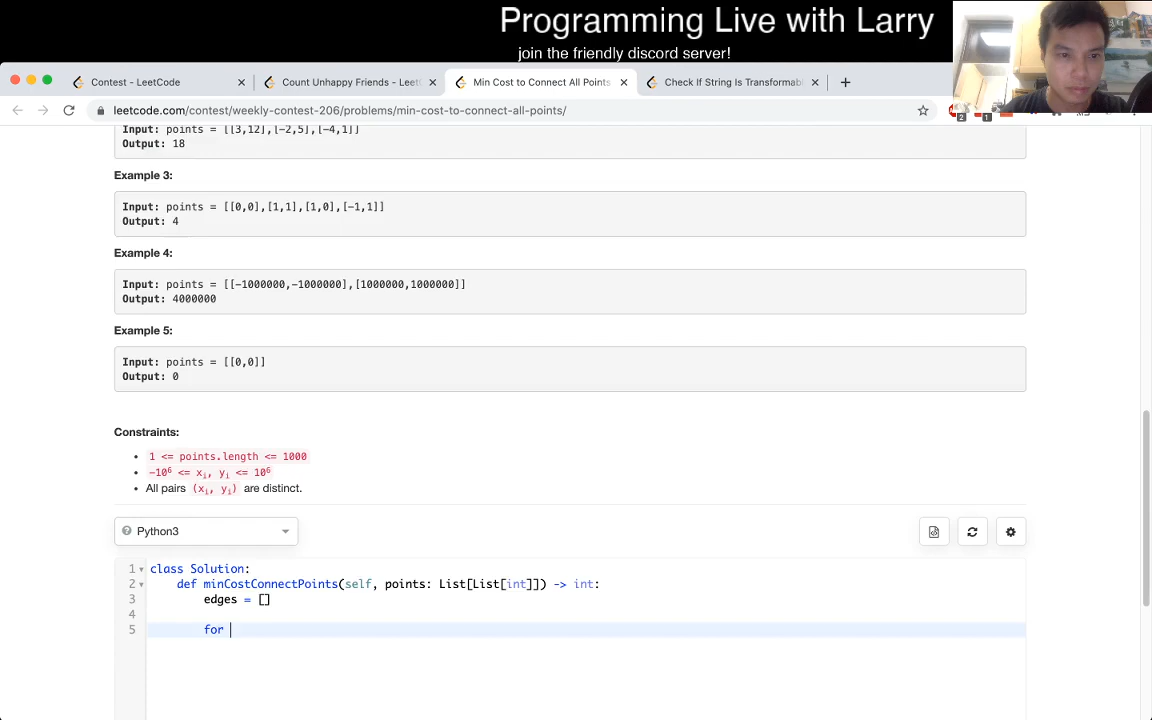 Programming Live with Larry
join the friendly discord server!
Contest - LeetCode
Count Unhappy Friends - LeetC
Min Cost to Connect All Points
Check If String Is Transformab
leetcode.com/contest/weekly-contest-206/problems/min-cost-to-connect-all-points/
2
1
Input: points = [[3,12],[-2,5],[-4,1]]
Output: 18
Example 3:
Input: points = [[0,0],[1,1],[1,0],[-1,1]]
Output: 4
Example 4:
Input: points = [[-1000000,-1000000],[1000000,1000000]]
Output: 4000000
Example 5:
Input: points = [[0,0]]
Output: 0
Constraints:
• 1 <= points.length <= 1000
• -10⁶ <= xᵢ, yᵢ <= 10⁶
• All pairs (xᵢ, yᵢ) are distinct.
Python3
1 class Solution:
2 def minCostConnectPoints(self, points: List[List[int]]) -> int:
3 edges = []
4
5 for